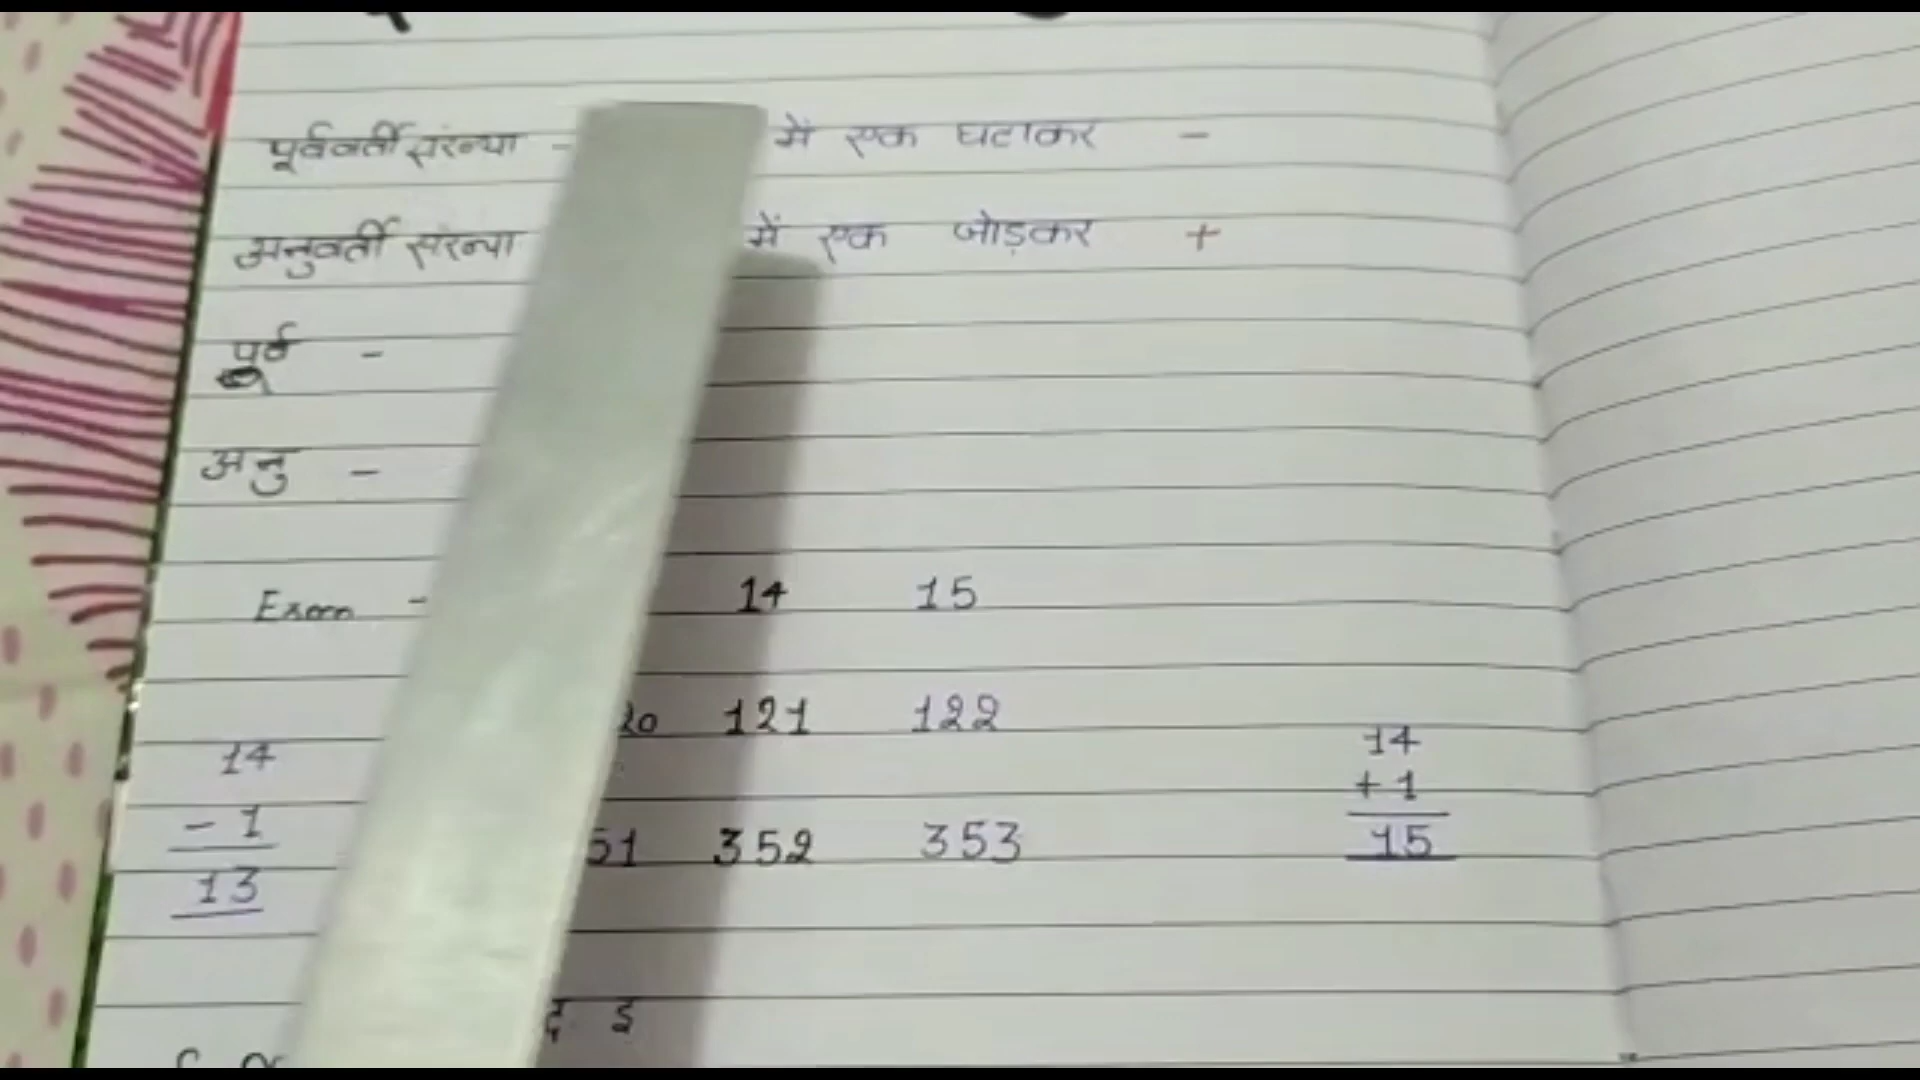 पूर्ववर्ती संख्या - में एक घटाकर -
अनुवर्ती संख्या में एक जोड़कर +
पूर्व -
अनु -
Exam - 14 15
20 121 122
14
- 1
13
51 352 353
14
+ 1
15
द इ